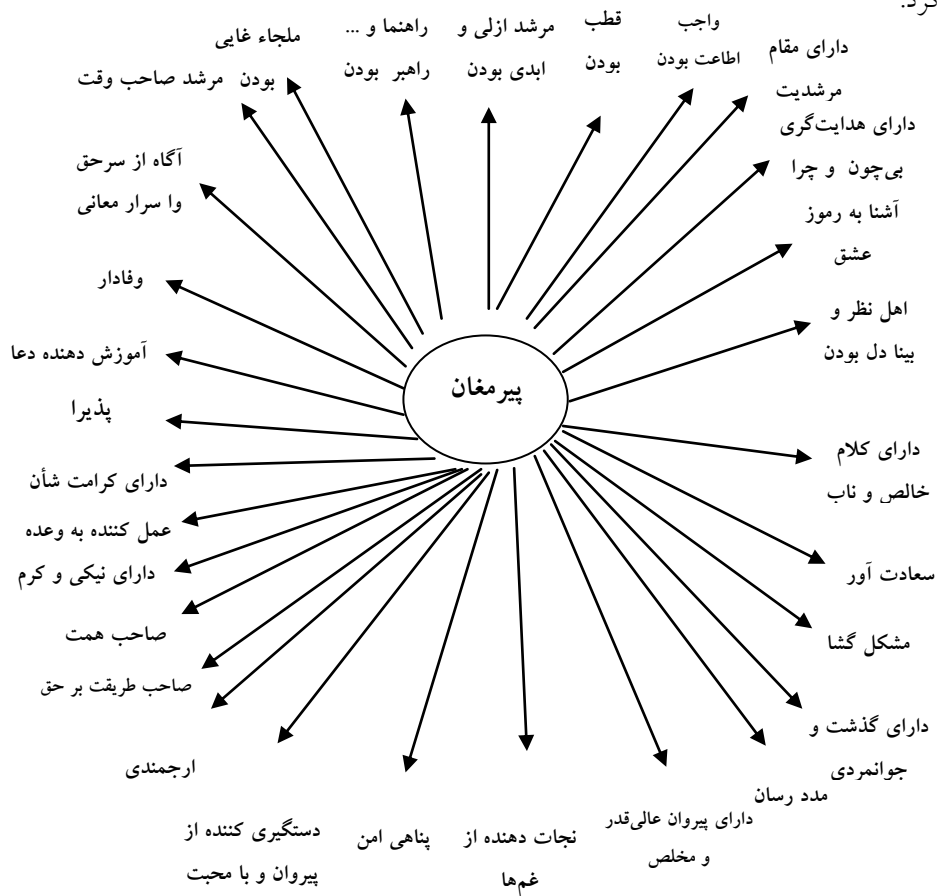 کرد.
واجب
اطاعت بودن
قطب
بودن
مرشد ازلی و
ابدی بودن
راهنما و ...
راهبر بودن
ملجاء غایی
بودن
مرشد صاحب وقت
دارای مقام
مرشدیت
دارای هدایت‌گری
بی‌چون و چرا
آشنا به رموز
عشق
اهل نظر و
بینا دل بودن
دارای کلام
خالص و ناب
سعادت آور
مشکل گشا
دارای گذشت و
جوانمردی
مدد رسان
دارای پیروان عالی‌قدر
و مخلص
نجات دهنده از
غم‌ها
پناهی امن
دستگیری کننده از
پیروان و با محبت
ارجمندی
صاحب طریقت بر حق
صاحب همت
دارای نیکی و کرم
عمل کننده به وعده
دارای کرامت شأن
پذیرا
آموزش دهنده دعا
وفادار
آگاه از سرحق
وا سرار معانی
پیرمغان